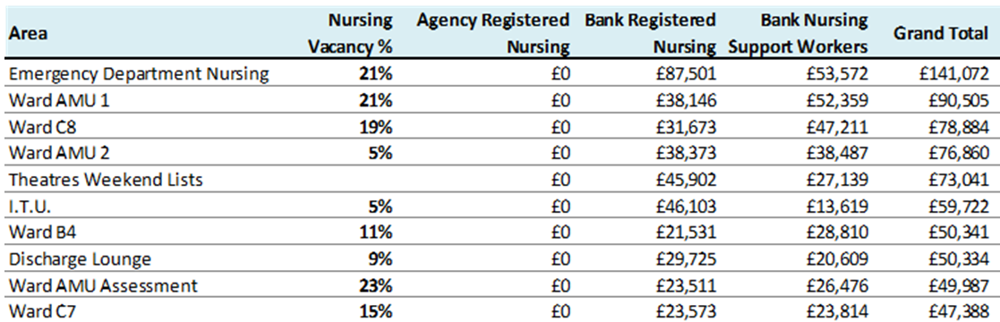 Area Nursing Vacancy % Agency Registered Nursing Bank Registered Nursing Bank Nursing Support Workers Grand Total
Emergency Department Nursing 21% £0 £87,501 £53,572 £141,072
Ward AMU 1 21% £0 £38,146 £52,359 £90,505
Ward C8 19% £0 £31,673 £47,211 £78,884
Ward AMU 2 5% £0 £38,373 £38,487 £76,860
Theatres Weekend Lists £0 £45,902 £27,139 £73,041
I.T.U. 5% £0 £46,103 £13,619 £59,722
Ward B4 11% £0 £21,531 £28,810 £50,341
Discharge Lounge 9% £0 £29,725 £20,609 £50,334
Ward AMU Assessment 23% £0 £23,511 £26,476 £49,987
Ward C7 15% £0 £23,573 £23,814 £47,388